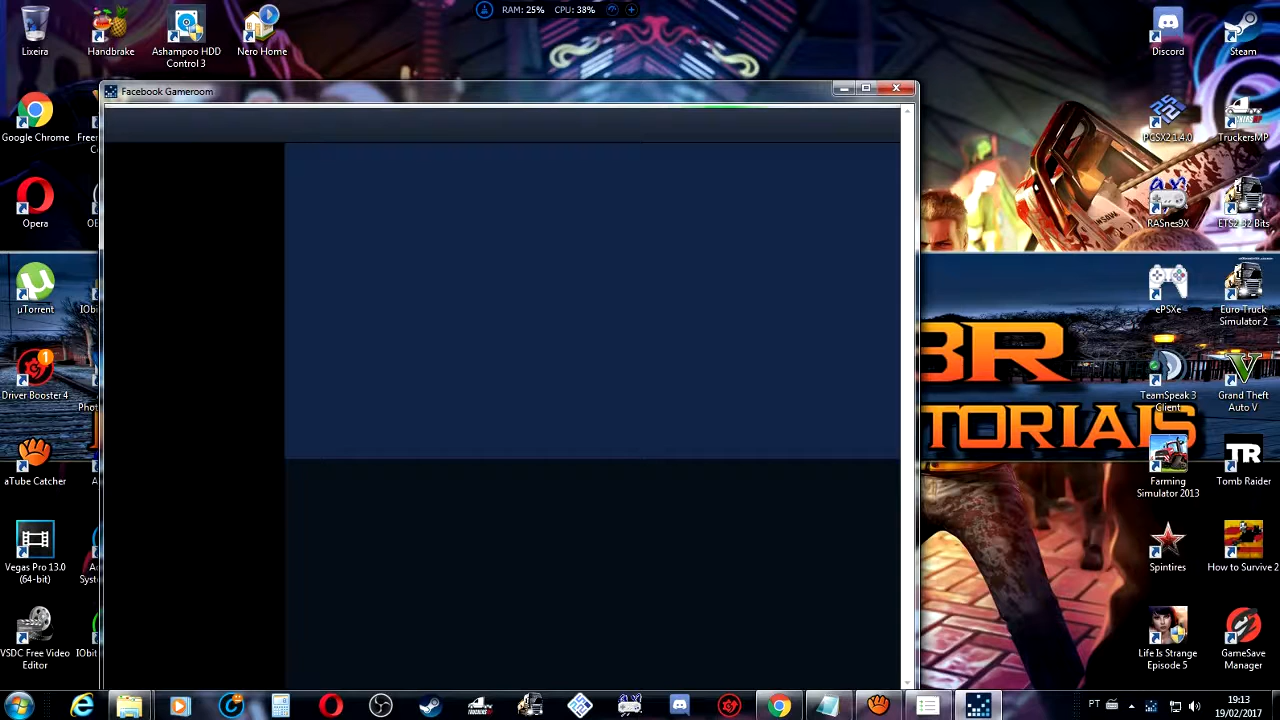 RAM: 25% CPU: 38%
Lixeira
Handbrake
Ashampoo HDD
Control 3
Nero Home
Discord
Steam
Facebook Gameroom
Google Chrome
PCSX2 1.4.0
TruckersMP
Opera
RASnes9X
ETS2 32 Bits
µTorrent
ePSXe
Euro Truck
Simulator 2
BR
TORIAIS
1
Driver Booster 4
TeamSpeak 3
Client
Grand Theft
Auto V
aTube Catcher
Farming
Simulator 2013
TR
Tomb Raider
Vegas Pro 13.0
(64-bit)
Spintires
How to Survive 2
VSDC Free Video
Editor
Life Is Strange
Episode 5
GameSave
Manager
PT
19:13
19/02/2017